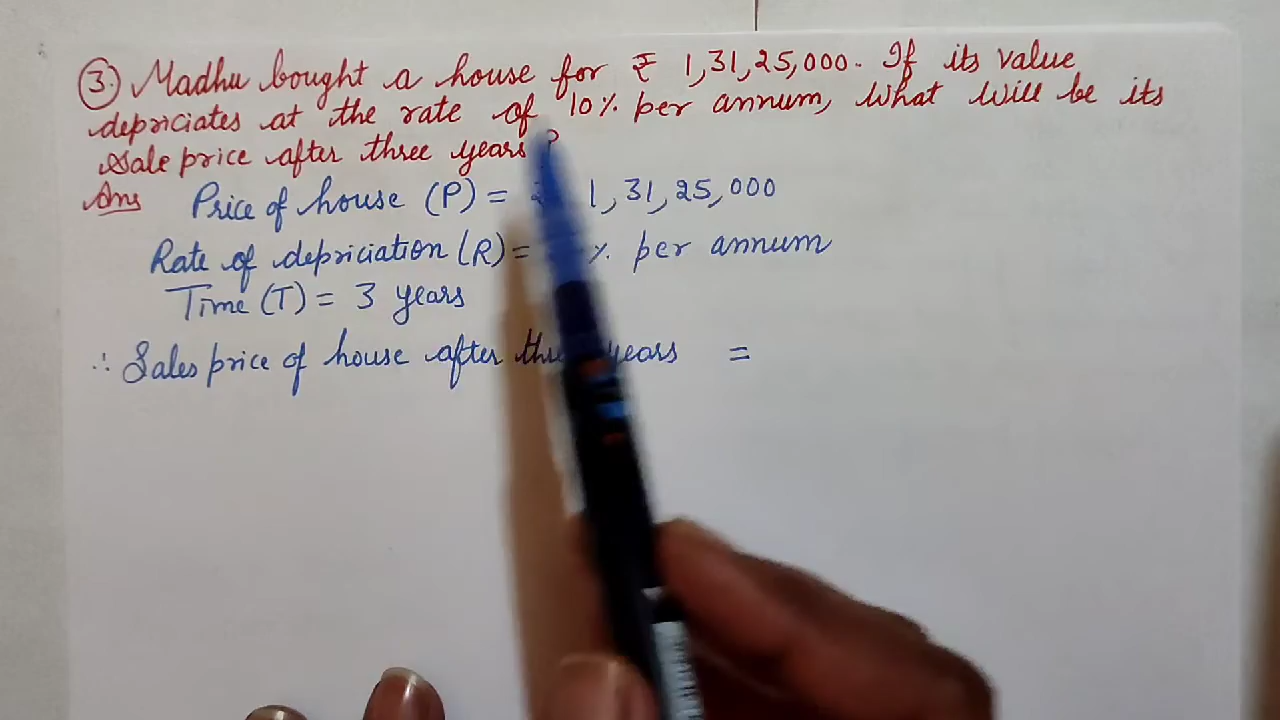 3. Madhu bought a house for ₹ 1,31,25,000. If its value
depriciates at the rate of 10% per annum, What will be its
Sale price after three years ?
Ans Price of house (P) = 1,31,25,000
Rate of depriciation (R) = % per annum
Time (T) = 3 years
∴ Sales price of house after years =